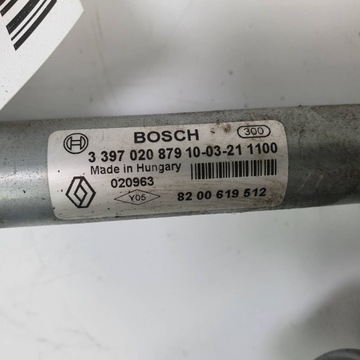 BOSCH 300
3 397 020 879 10-03-21 1100
Made in Hungary
020963
Y05 82 00 619 512